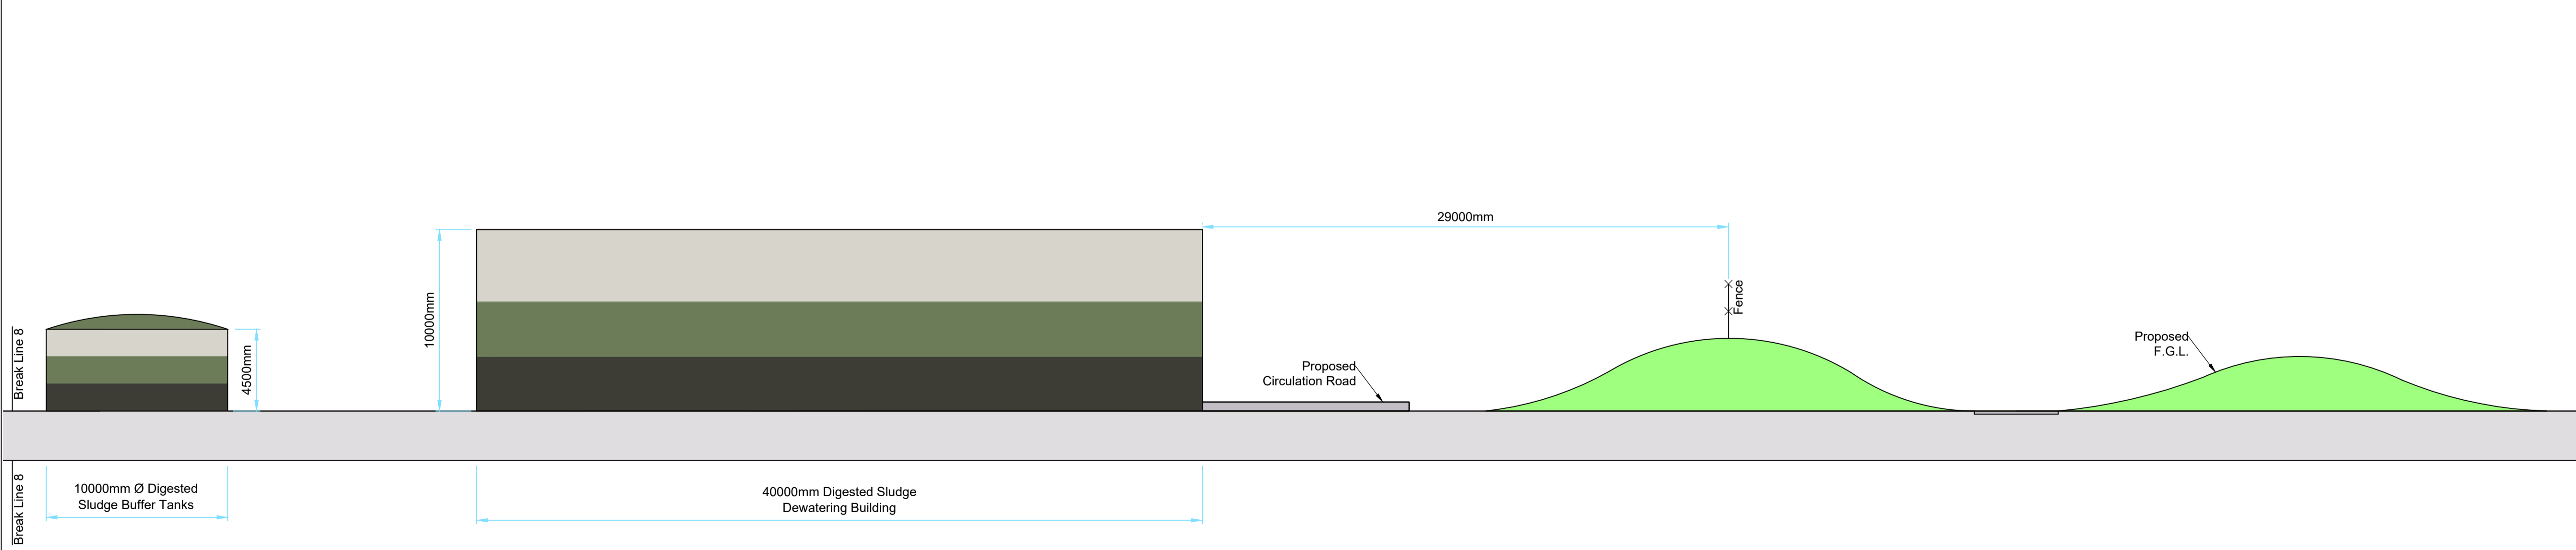 Break Line 8
4500mm
10000mm
29000mm
Fence
Proposed
Circulation Road
Proposed
F.G.L.
Break Line 8
10000mm Ø Digested
Sludge Buffer Tanks
40000mm Digested Sludge
Dewatering Building